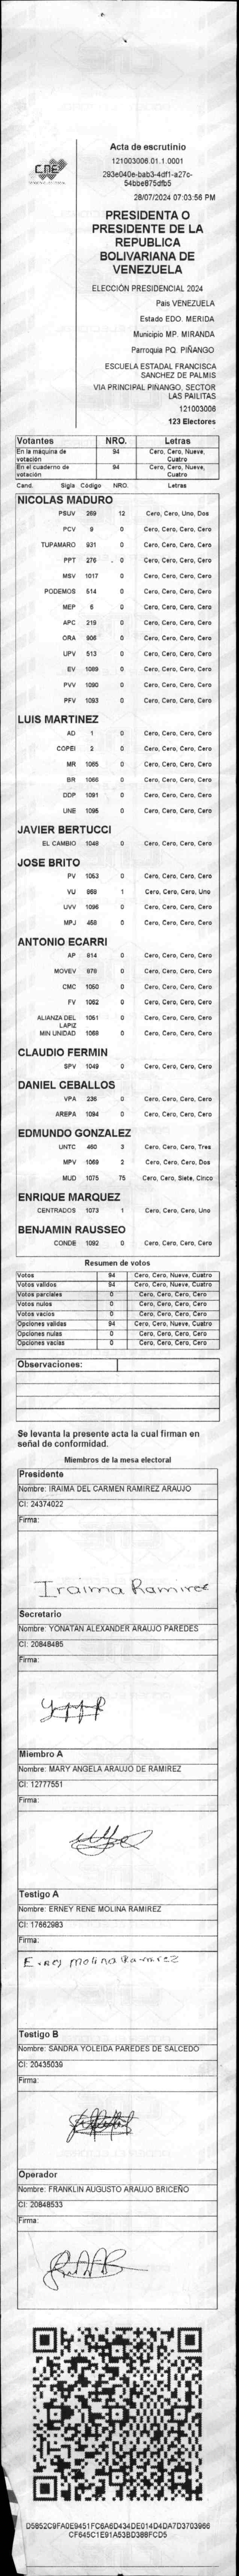 CNE
Acta de escrutinio
121003006.01.1.0001
293e040e-bab3-4df1-a27c-
54bbe875dfb5
28/07/2024 07:03:56 PM
PRESIDENTA O
PRESIDENTE DE LA
REPUBLICA
BOLIVARIANA DE
VENEZUELA
ELECCIÓN PRESIDENCIAL 2024
Pais VENEZUELA
Estado EDO. MERIDA
Municipio MP. MIRANDA
Parroquia PQ. PIÑANGO
ESCUELA ESTADAL FRANCISCA
SANCHEZ DE PALMIS
VIA PRINCIPAL PINANGO, SECTOR
LAS PAILITAS
121003006
123 Electores
Votantes NRO. Letras
En la máquina de votación 94 Cero, Cero, Nueve, Cuatro
En el cuaderno de votación 94 Cero, Cero, Nueve, Cuatro
Cand. Sigla Código NRO. Letras
NICOLAS MADURO
PSUV 269 12 Cero, Cero, Uno, Dos
PCV 9 0 Cero, Cero, Cero, Cero
TUPAMARO 931 0 Cero, Cero, Cero, Cero
PPT 276 0 Cero, Cero, Cero, Cero
MSV 1017 0 Cero, Cero, Cero, Cero
PODEMOS 514 0 Cero, Cero, Cero, Cero
MEP 6 0 Cero, Cero, Cero, Cero
APC 219 0 Cero, Cero, Cero, Cero
ORA 906 0 Cero, Cero, Cero, Cero
UPV 513 0 Cero, Cero, Cero, Cero
EV 1089 0 Cero, Cero, Cero, Cero
PVV 1090 0 Cero, Cero, Cero, Cero
PFV 1093 0 Cero, Cero, Cero, Cero
LUIS MARTINEZ
AD 1 0 Cero, Cero, Cero, Cero
COPEI 2 0 Cero, Cero, Cero, Cero
MR 1065 0 Cero, Cero, Cero, Cero
BR 1066 0 Cero, Cero, Cero, Cero
DDP 1091 0 Cero, Cero, Cero, Cero
UNE 1095 0 Cero, Cero, Cero, Cero
JAVIER BERTUCCI
EL CAMBIO 1048 0 Cero, Cero, Cero, Cero
JOSE BRITO
PV 1053 0 Cero, Cero, Cero, Cero
VU 868 1 Cero, Cero, Cero, Uno
UVV 1096 0 Cero, Cero, Cero, Cero
MPJ 458 0 Cero, Cero, Cero, Cero
ANTONIO ECARRI
AP 814 0 Cero, Cero, Cero, Cero
MOVEV 979 0 Cero, Cero, Cero, Cero
CMC 1050 0 Cero, Cero, Cero, Cero
FV 1062 0 Cero, Cero, Cero, Cero
ALIANZA DEL LAPIZ 1051 0 Cero, Cero, Cero, Cero
MIN UNIDAD 1068 0 Cero, Cero, Cero, Cero
CLAUDIO FERMIN
SPV 1049 0 Cero, Cero, Cero, Cero
DANIEL CEBALLOS
VPA 236 0 Cero, Cero, Cero, Cero
AREPA 1094 0 Cero, Cero, Cero, Cero
EDMUNDO GONZALEZ
UNTC 460 3 Cero, Cero, Cero, Tres
MPV 1069 2 Cero, Cero, Cero, Dos
MUD 1075 75 Cero, Cero, Siete, Cinco
ENRIQUE MARQUEZ
CENTRADOS 1073 1 Cero, Cero, Cero, Uno
BENJAMIN RAUSSEO
CONDE 1092 0 Cero, Cero, Cero, Cero
Resumen de votos
Votos 94 Cero, Cero, Nueve, Cuatro
Votos validos 94 Cero, Cero, Nueve, Cuatro
Votos parciales 0 Cero, Cero, Cero, Cero
Votos nulos 0 Cero, Cero, Cero, Cero
Votos vacios 0 Cero, Cero, Cero, Cero
Opciones validas 94 Cero, Cero, Nueve, Cuatro
Opciones nulas 0 Cero, Cero, Cero, Cero
Opciones vacias 0 Cero, Cero, Cero, Cero
Observaciones:
Se levanta la presente acta la cual firman en
señal de conformidad.
Miembros de la mesa electoral
Presidente
Nombre: IRAIMA DEL CARMEN RAMIREZ ARAUJO
CI: 24374022
Firma:
Iraima Ramirez
Secretario
Nombre: YONATAN ALEXANDER ARAUJO PAREDES
CI: 20848485
Firma:
Miembro A
Nombre: MARY ANGELA ARAUJO DE RAMIREZ
CI: 12777551
Firma:
Testigo A
Nombre: ERNEY RENE MOLINA RAMIREZ
CI: 17662983
Firma:
Erney Molina Ramirez
Testigo B
Nombre: SANDRA YOLEIDA PAREDES DE SALCEDO
CI: 20435039
Firma:
Operador
Nombre: FRANKLIN AUGUSTO ARAUJO BRICEÑO
CI: 20848533
Firma:
D5852C9FA0E9451FC6A6D434DE014D4DA7D3703966
CF645C1E91A53BD388FCD5